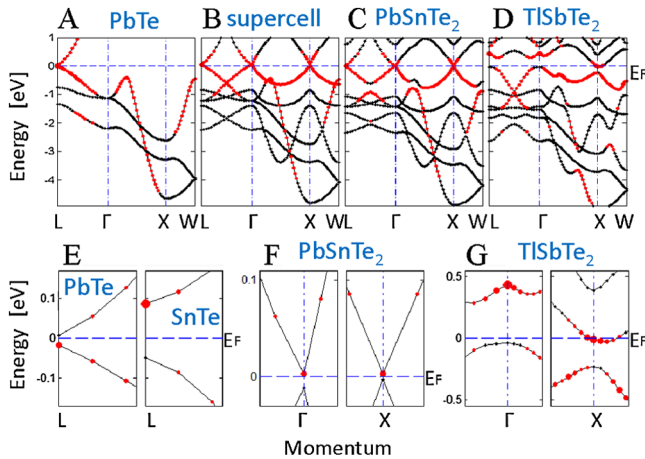 A PbTe B supercell C PbSnTe₂ D TlSbTe₂
Energy [eV]
1
0
-1
-2
-3
-4
EF
L Γ X W L Γ X W L Γ X W L Γ X W
E F PbSnTe₂ G TlSbTe₂
PbTe
SnTe
Energy [eV]
0.1
0
-0.1
EF
0.1
0
EF
0.5
0
-0.5
L L Γ X Γ X
Momentum